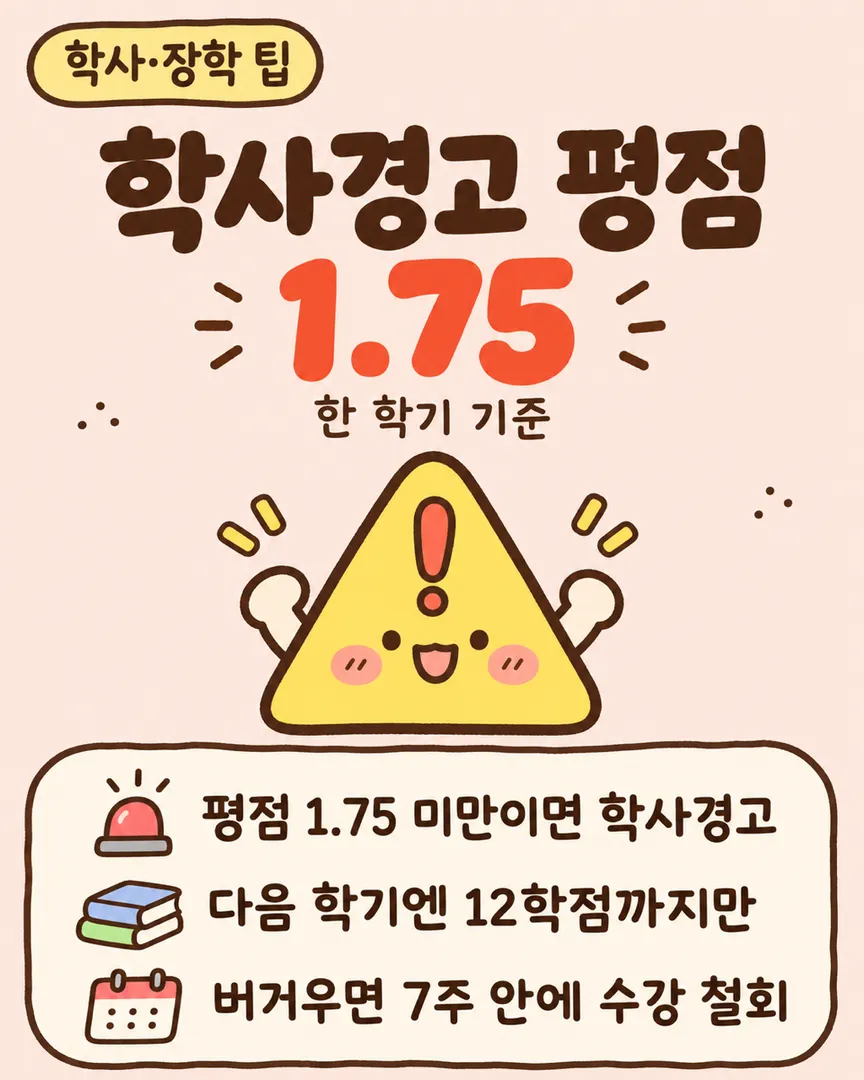 학사·장학 팁
학사경고 평점
1.75
한 학기 기준
평점 1.75 미만이면 학사경고
다음 학기엔 12학점까지만
버거우면 7주 안에 수강 철회